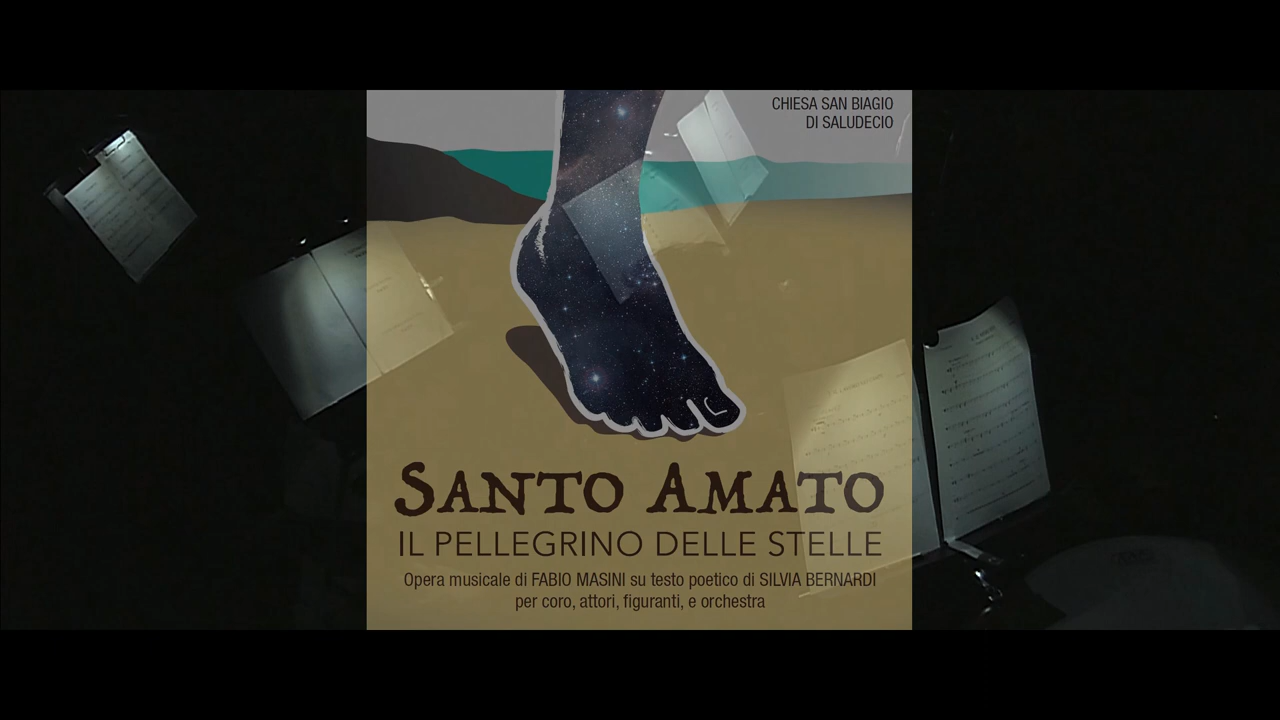 CHIESA SAN BIAGIO
DI SALUDECIO
SANTO AMATO
IL PELLEGRINO DELLE STELLE
Opera musicale di FABIO MASINI su testo poetico di SILVIA BERNARDI
per coro, attori, figuranti, e orchestra